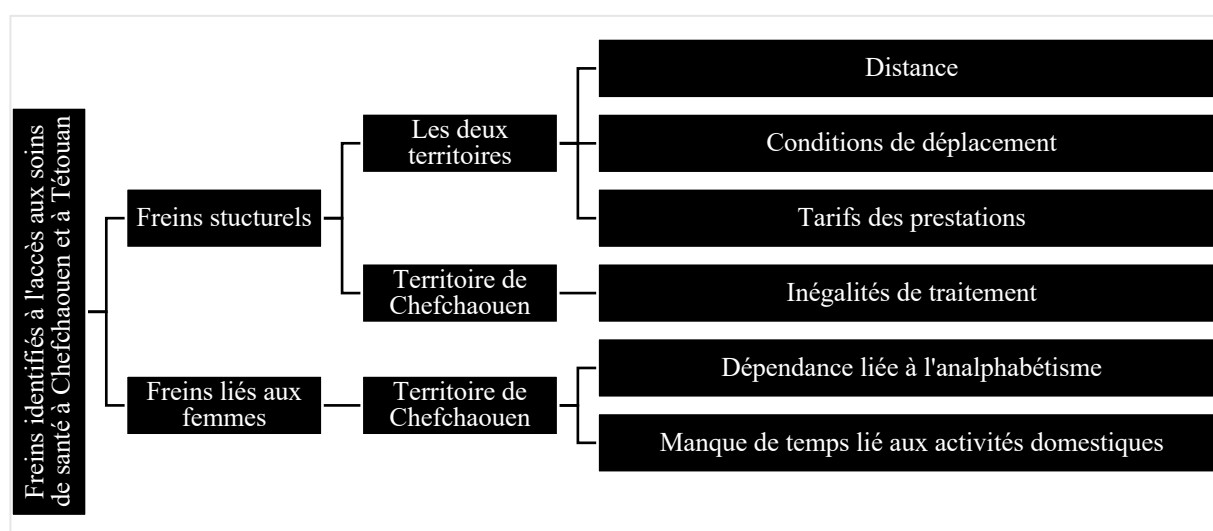 Freins identifiés à l'accès aux soins
de santé à Chefchaouen et à Tétouan
Freins stucturels
Les deux
territoires
Distance
Conditions de déplacement
Tarifs des prestations
Territoire de
Chefchaouen
Inégalités de traitement
Freins liés aux
femmes
Territoire de
Chefchaouen
Dépendance liée à l'analphabétisme
Manque de temps lié aux activités domestiques